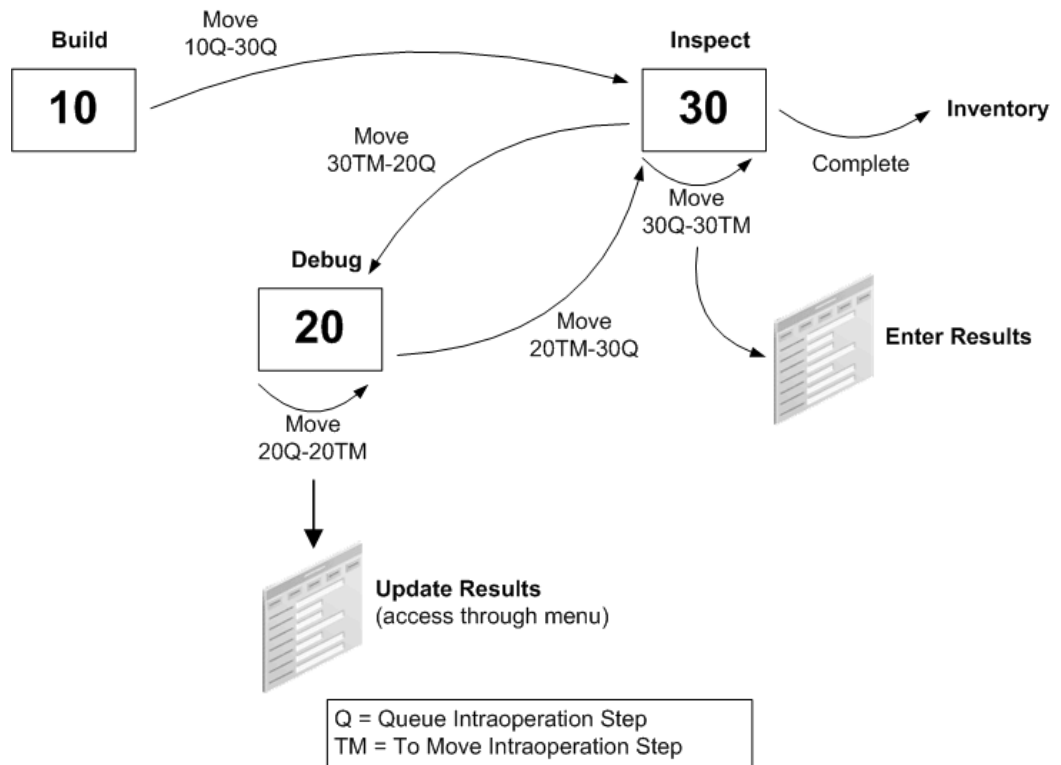 Build
10
Move
10Q-30Q
Inspect
30
Inventory
Complete
Move
30TM-20Q
Move
30Q-30TM
Debug
20
Move
20TM-30Q
Enter Results
Move
20Q-20TM
Update Results
(access through menu)
Q = Queue Intraoperation Step
TM = To Move Intraoperation Step